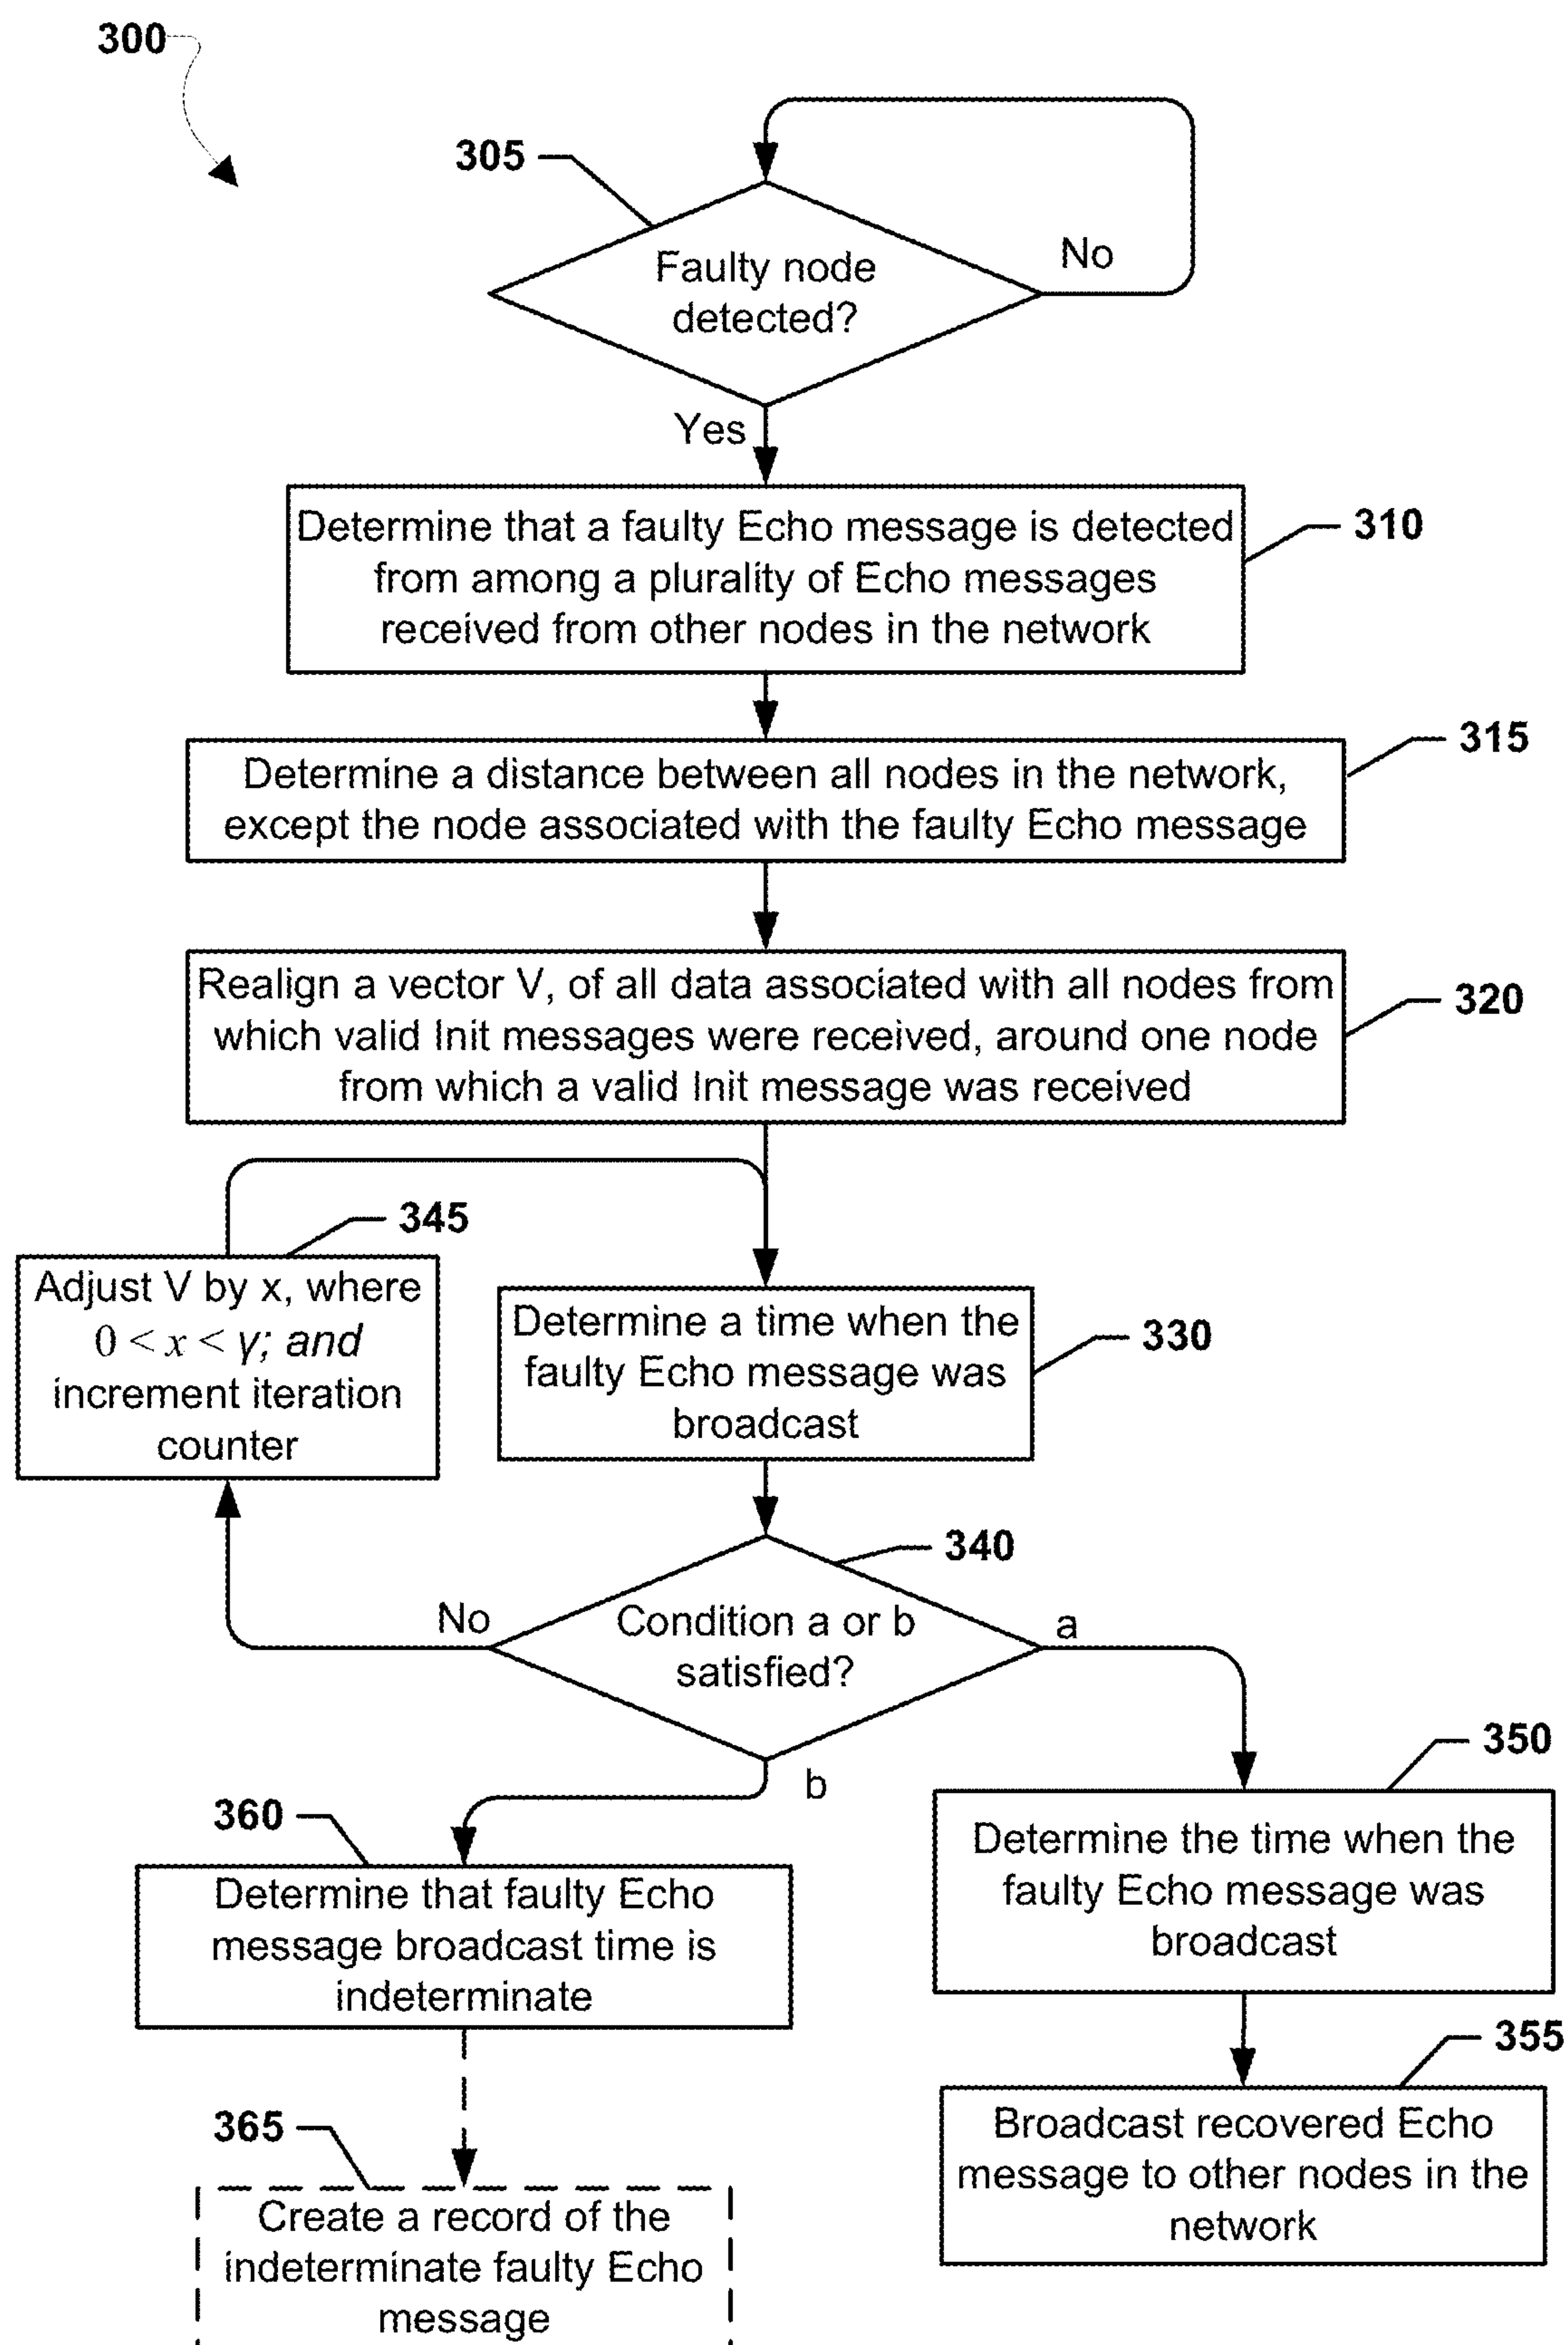 300
305
No
Faulty node
detected?
Yes
Determine that a faulty Echo message is detected
from among a plurality of Echo messages
received from other nodes in the network
310
315
Determine a distance between all nodes in the network,
except the node associated with the faulty Echo message
Realign a vector V, of all data associated with all nodes from
which valid Init messages were received, around one node
from which a valid Init message was received
320
345
Adjust V by x, where
0 < x < γ; and
increment iteration
counter
Determine a time when the
faulty Echo message was
broadcast
330
340
No
Condition a or b
satisfied?
a
b
350
360
Determine the time when the
faulty Echo message was
broadcast
Determine that faulty Echo
message broadcast time is
indeterminate
355
365
Broadcast recovered Echo
message to other nodes in the
network
Create a record of the
indeterminate faulty Echo
message